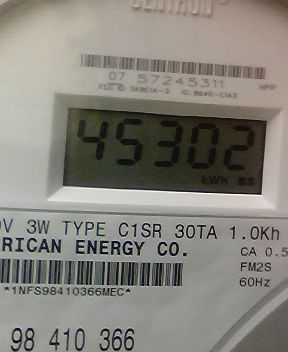 CENTRON
07 57245311
45302
kWh
V 3W TYPE C1SR 30TA 1.0Kh
RICAN ENERGY CO.
CA 0.5
FM2S
60Hz
*1NFS98410366MEC*
98 410 366